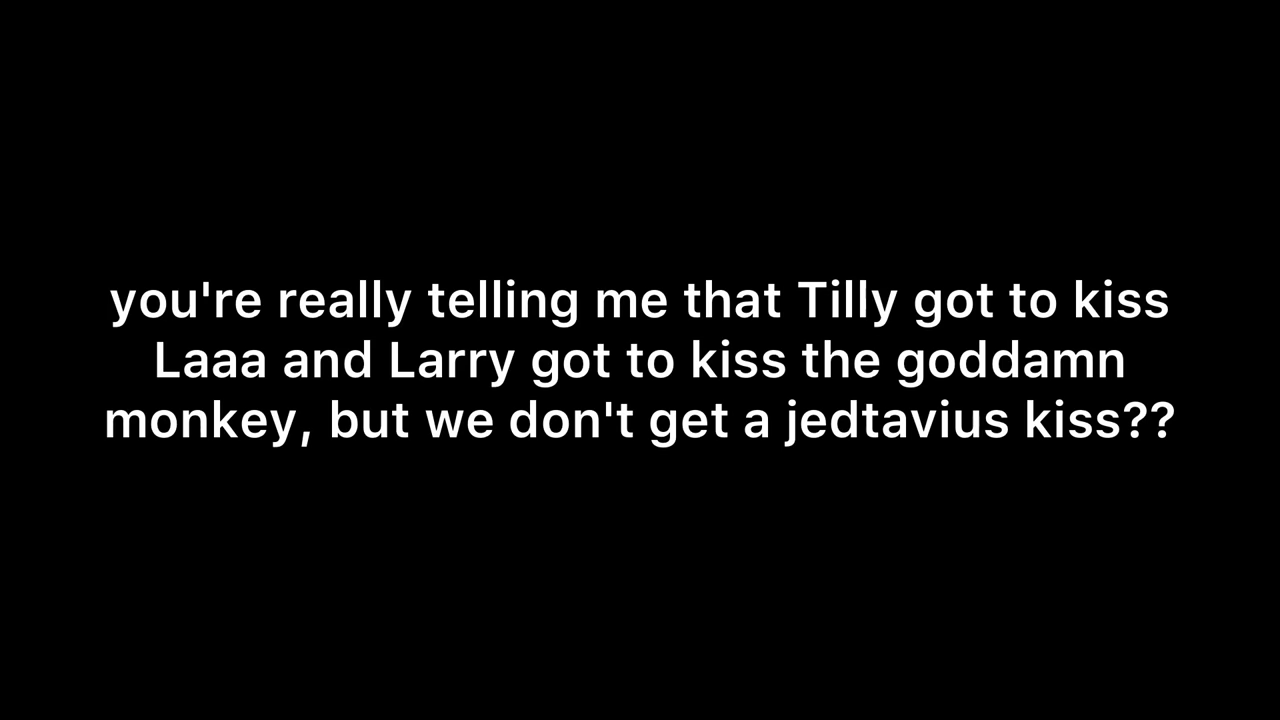 you're really telling me that Tilly got to kiss
Laaa and Larry got to kiss the goddamn
monkey, but we don't get a jedtavius kiss??